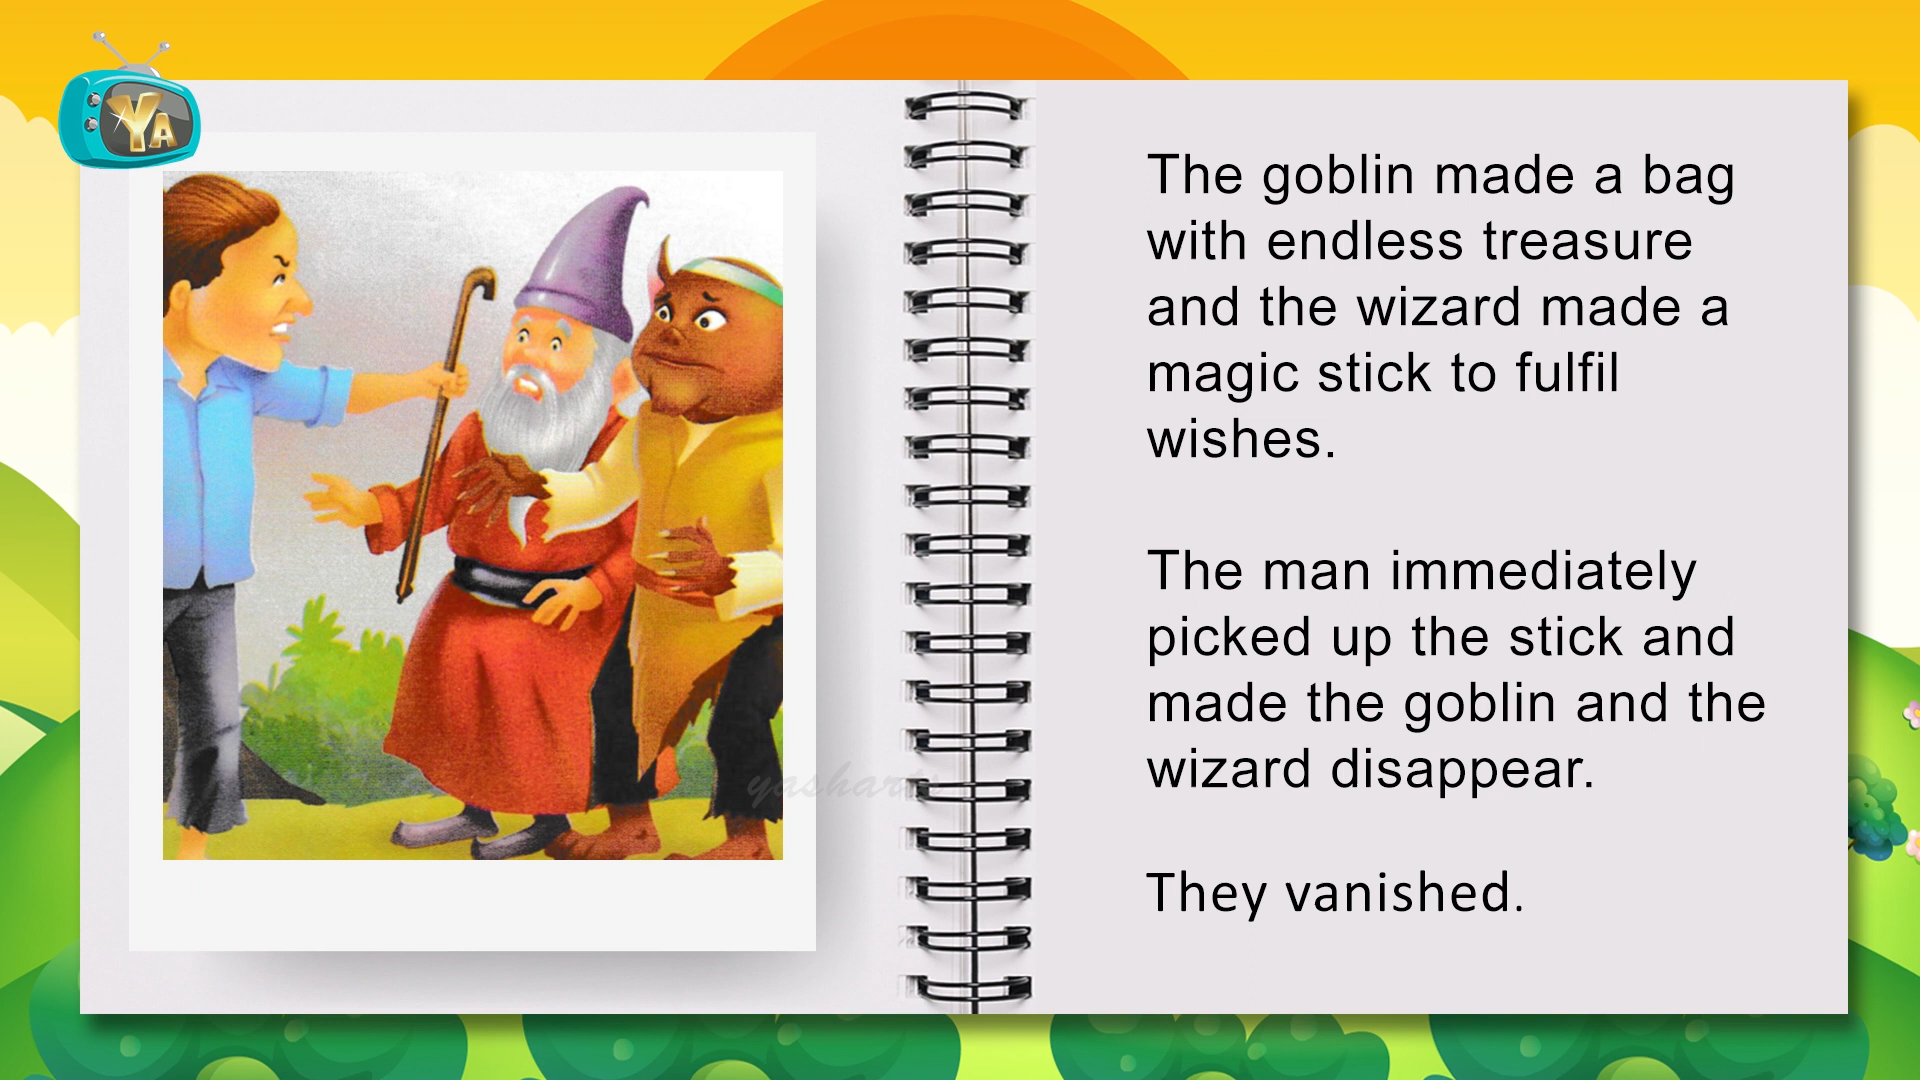 YA
The goblin made a bag
with endless treasure
and the wizard made a
magic stick to fulfil
wishes.
The man immediately
picked up the stick and
made the goblin and the
wizard disappear.
They vanished.